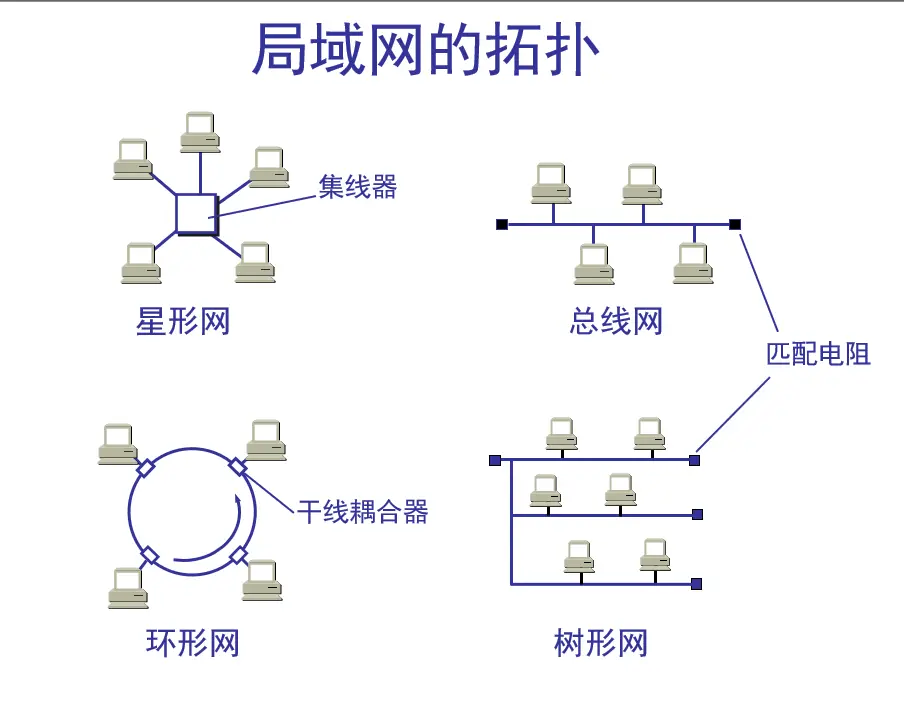 局域网的拓扑
集线器
星形网
总线网
匹配电阻
干线耦合器
环形网
树形网